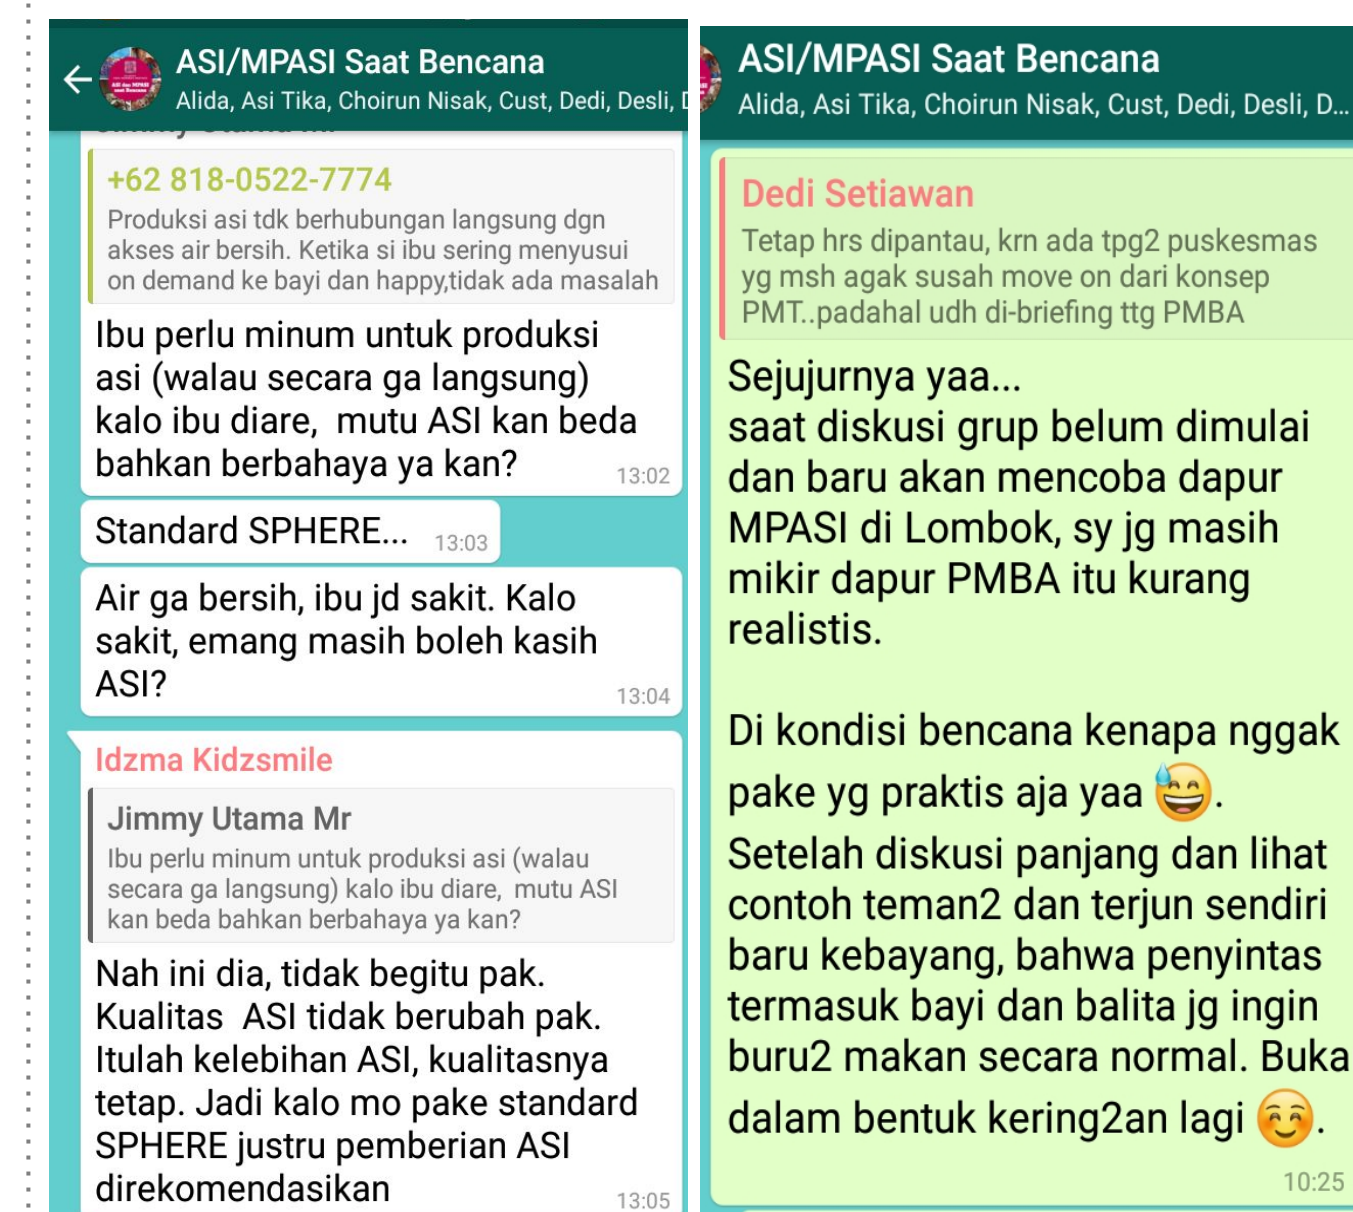 ASI/MPASI Saat Bencana
Alida, Asi Tika, Choirun Nisak, Cust, Dedi, Desli, D
+62 818-0522-7774
Produksi asi tdk berhubungan langsung dgn
akses air bersih. Ketika si ibu sering menyusui
on demand ke bayi dan happy,tidak ada masalah
Ibu perlu minum untuk produksi
asi (walau secara ga langsung)
kalo ibu diare,  mutu ASI kan beda
bahkan berbahaya ya kan?
13:02
Standard SPHERE...
13:03
Air ga bersih, ibu jd sakit. Kalo
sakit, emang masih boleh kasih
ASI?
13:04
Idzma Kidzsmile
Jimmy Utama Mr
Ibu perlu minum untuk produksi asi (walau
secara ga langsung) kalo ibu diare,  mutu ASI
kan beda bahkan berbahaya ya kan?
Nah ini dia, tidak begitu pak.
Kualitas  ASI tidak berubah pak.
Itulah kelebihan ASI, kualitasnya
tetap. Jadi kalo mo pake standard
SPHERE justru pemberian ASI
direkomendasikan
13:05
ASI/MPASI Saat Bencana
Alida, Asi Tika, Choirun Nisak, Cust, Dedi, Desli, D...
Dedi Setiawan
Tetap hrs dipantau, krn ada tpg2 puskesmas
yg msh agak susah move on dari konsep
PMT..padahal udh di-briefing ttg PMBA
Sejujurnya yaa...
saat diskusi grup belum dimulai
dan baru akan mencoba dapur
MPASI di Lombok, sy jg masih
mikir dapur PMBA itu kurang
realistis.
Di kondisi bencana kenapa nggak
pake yg praktis aja yaa 😅.
Setelah diskusi panjang dan lihat
contoh teman2 dan terjun sendiri
baru kebayang, bahwa penyintas
termasuk bayi dan balita jg ingin
buru2 makan secara normal. Buka
dalam bentuk kering2an lagi ☺️.
10:25